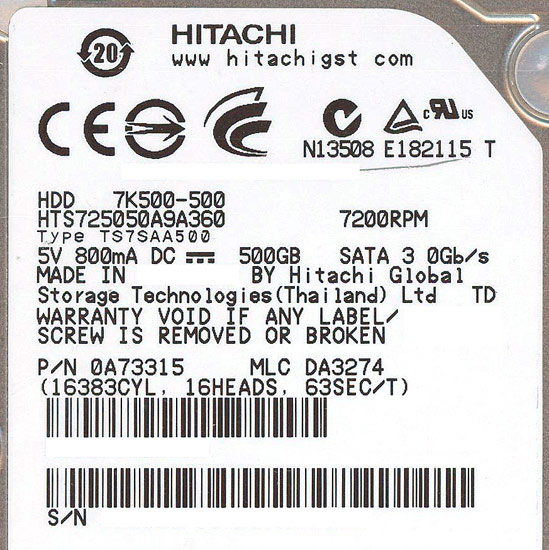 20
HITACHI
www hitachigst com
CE
c RU us
N13508 E182115 T
HDD 7K500-500
HTS725050A9A360 7200RPM
Type TS7SAA500
5V 800mA DC 500GB SATA 3 0Gb/s
MADE IN BY Hitachi Global
Storage Technologies(Thailand) Ltd TD
WARRANTY VOID IF ANY LABEL/
SCREW IS REMOVED OR BROKEN
P/N 0A73315 MLC DA3274
(16383CYL, 16HEADS, 63SEC/T)
S/N